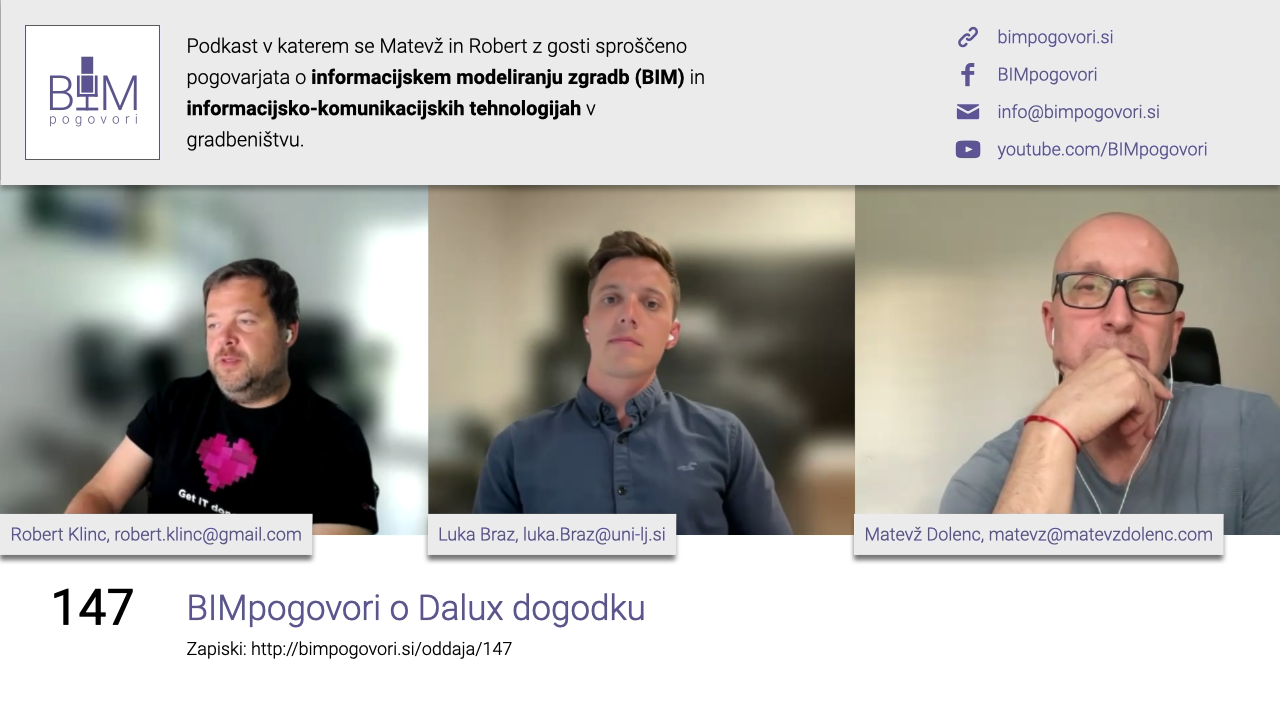 BIM
pogovori
Podkast v katerem se Matevž in Robert z gosti sproščeno
pogovarjata o informacijskem modeliranju zgradb (BIM) in
informacijsko-komunikacijskih tehnologijah v
gradbeništvu.
bimpogovori.si
BIMpogovori
info@bimpogovori.si
youtube.com/BIMpogovori
Get IT don
Robert Klinc, robert.klinc@gmail.com
Luka Braz, luka.Braz@uni-lj.si
Matevž Dolenc, matevz@matevzdolenc.com
147
BIMpogovori o Dalux dogodku
Zapiski: http://bimpogovori.si/oddaja/147